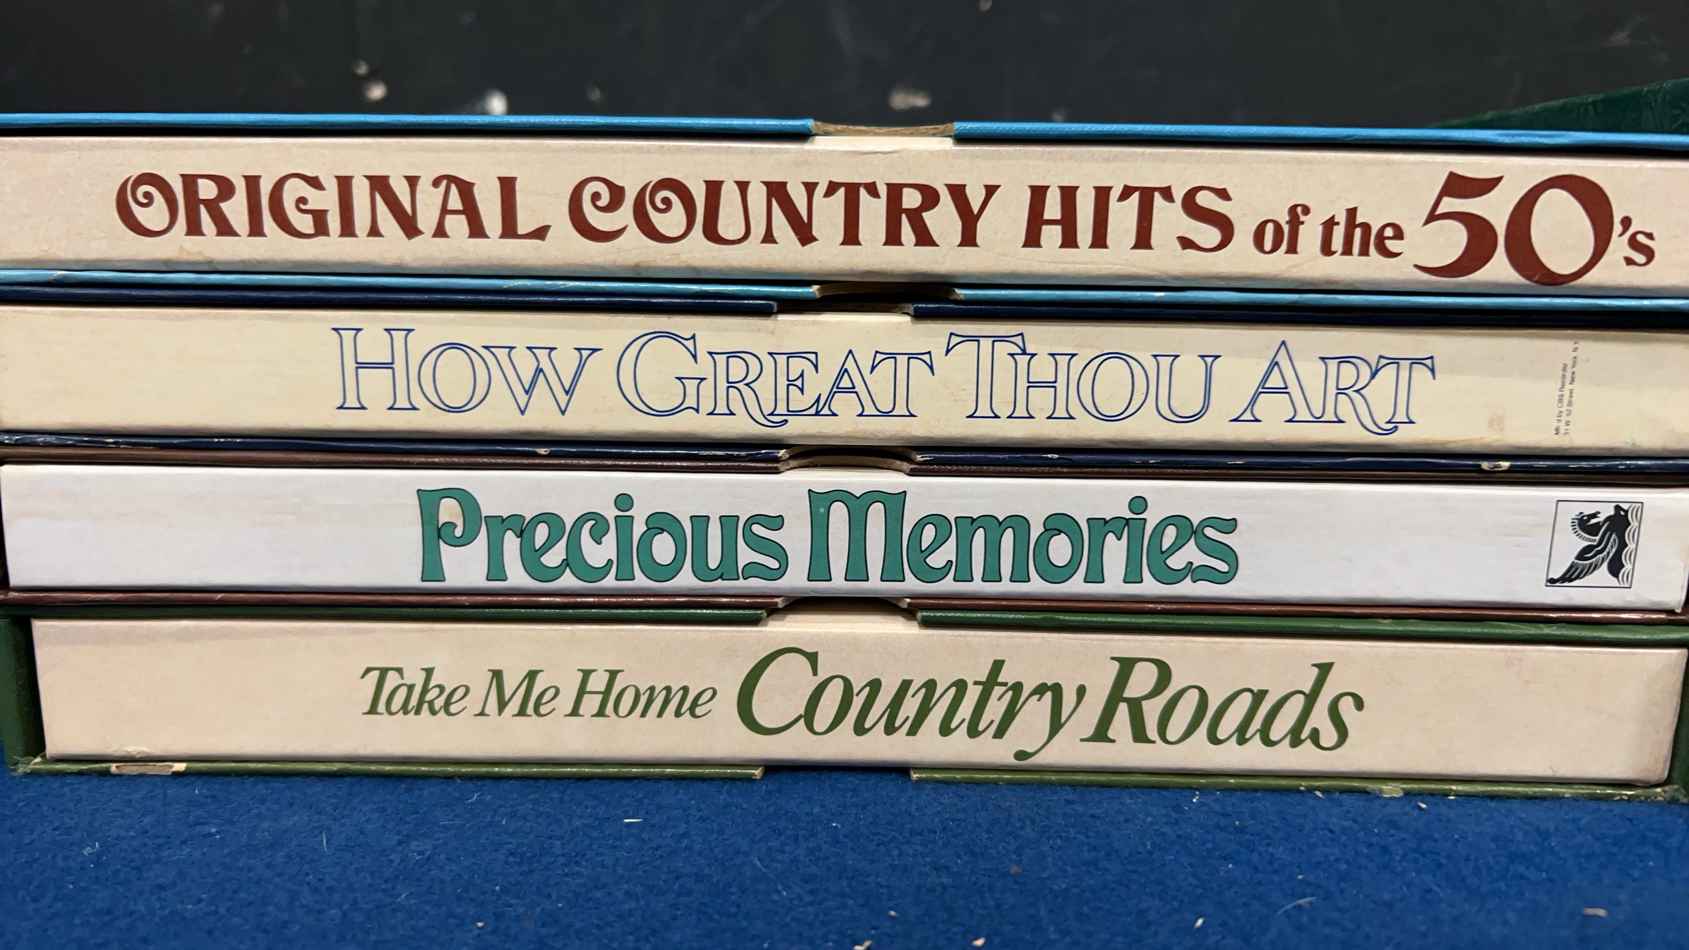 ORIGINAL COUNTRY HITS of the 50's
HOW GREAT THOU ART
Precious Memories
Take Me Home Country Roads